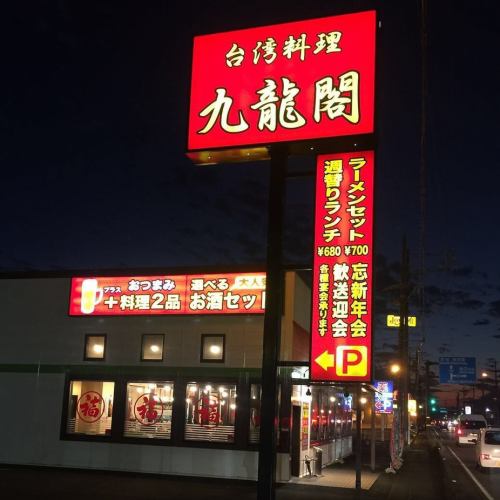 台湾料理
九龍閣
ラーメンセット
週替りランチ
¥680 ¥700
忘新年会
歓送迎会
各種宴会承ります
P
おつまみ
プラス
+料理2品
選べる
お酒セット
福
福
福